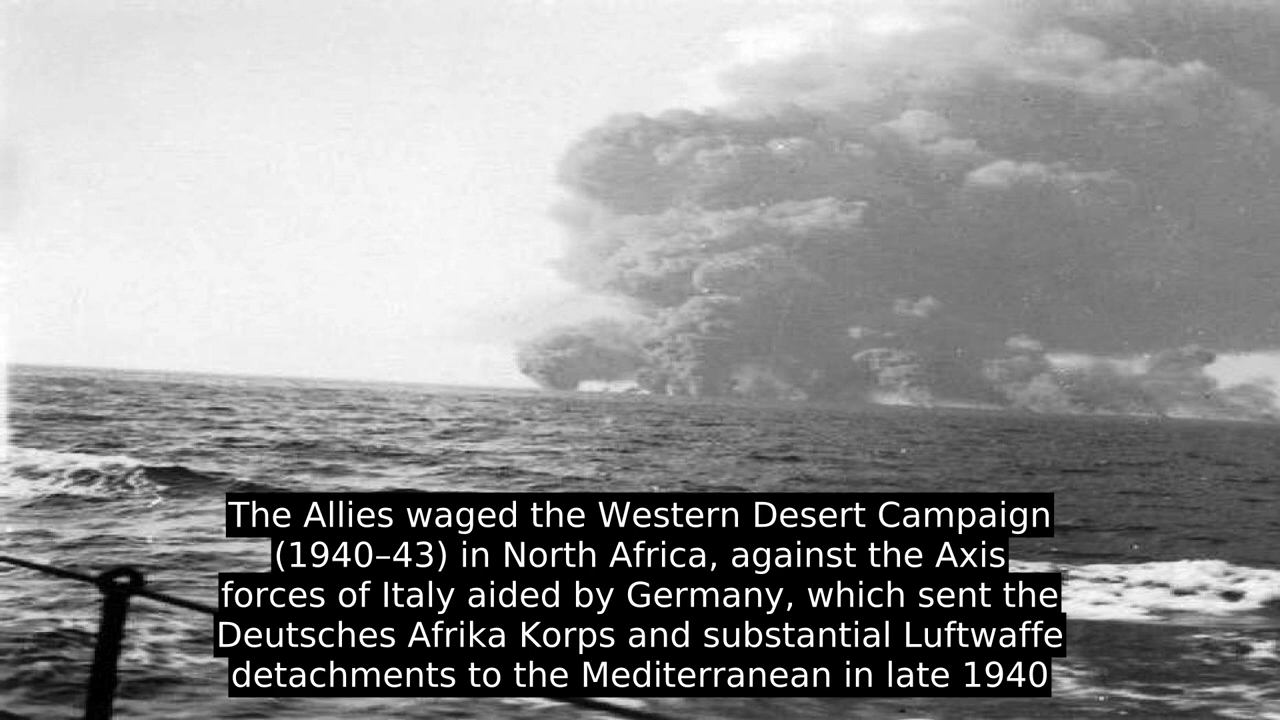 The Allies waged the Western Desert Campaign
(1940–43) in North Africa, against the Axis
forces of Italy aided by Germany, which sent the
Deutsches Afrika Korps and substantial Luftwaffe
detachments to the Mediterranean in late 1940